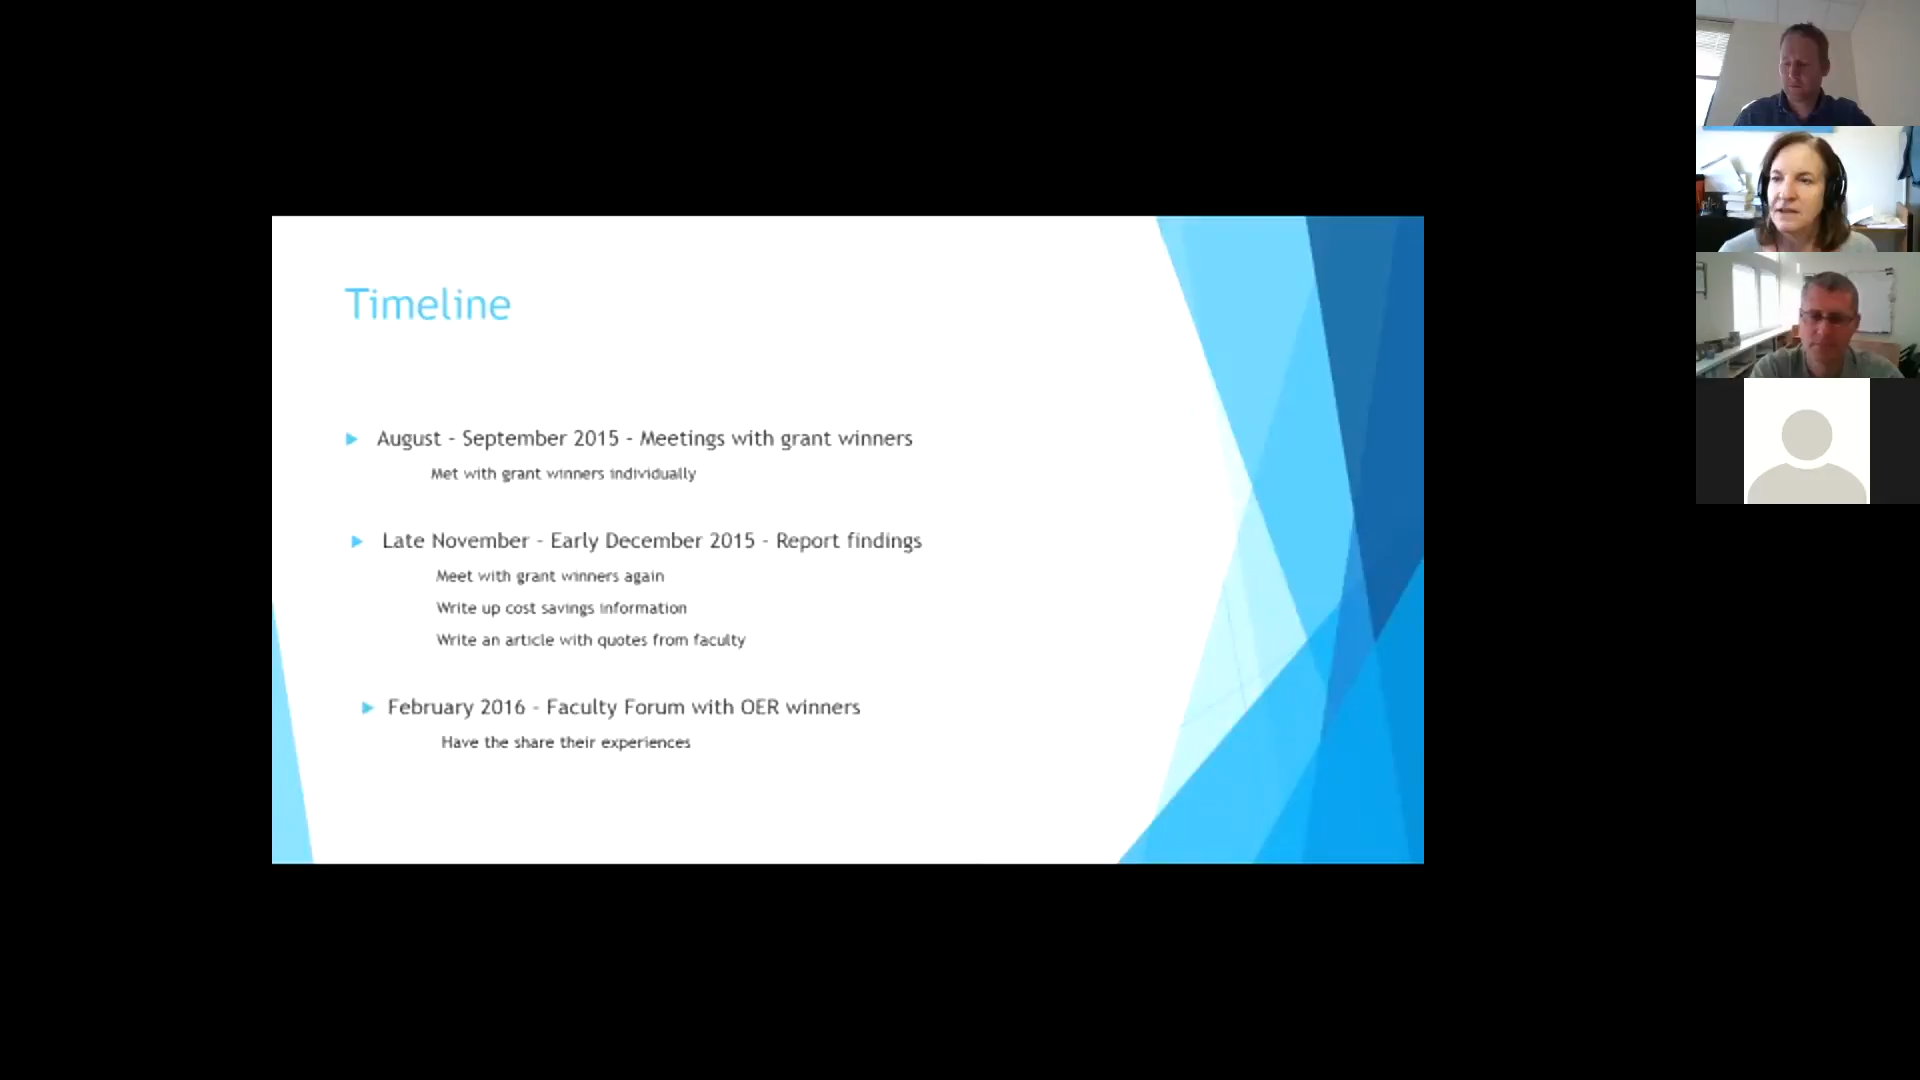 Timeline
August - September 2015 - Meetings with grant winners
Met with grant winners individually
Late November - Early December 2015 - Report findings
Meet with grant winners again
Write up cost savings information
Write an article with quotes from faculty
February 2016 - Faculty Forum with OER winners
Have the share their experiences